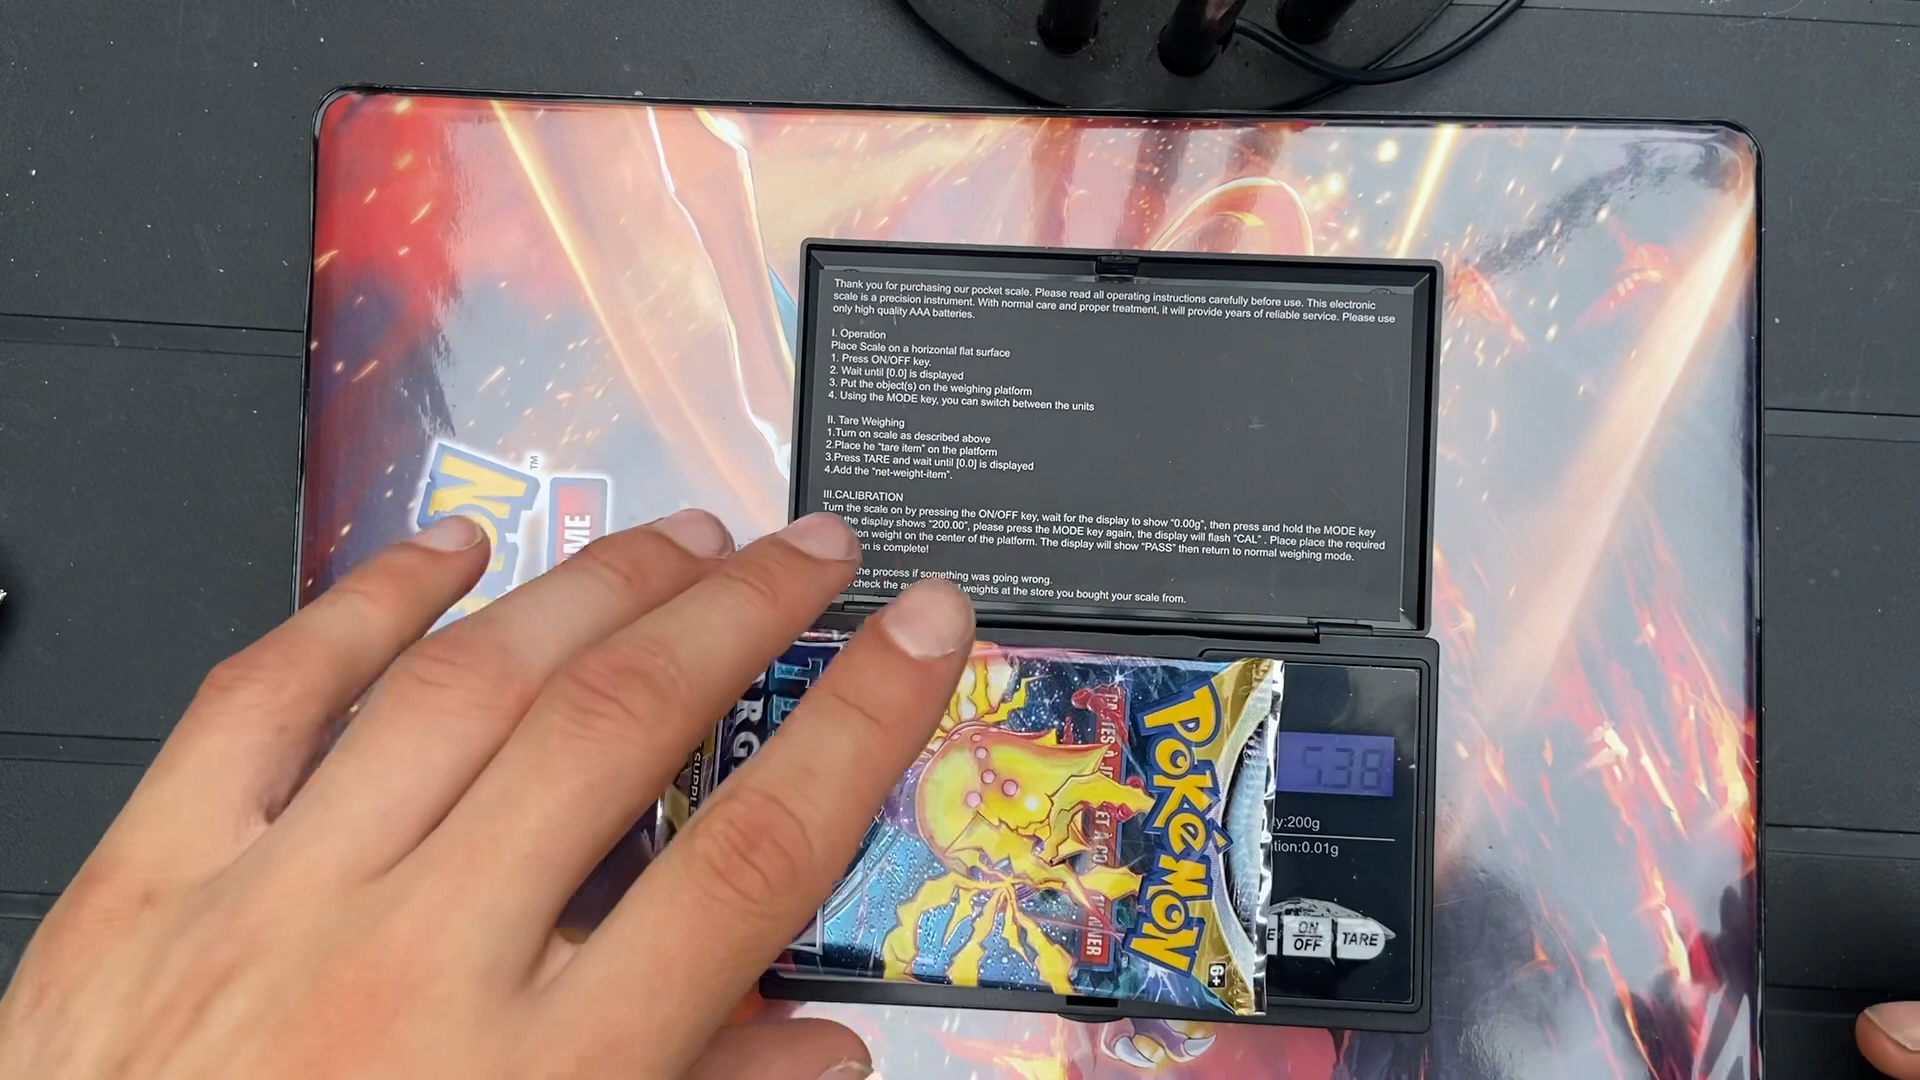 Thank you for purchasing our pocket scale. Please read all operating instructions carefully before use. This electronic
scale is a precision instrument. With normal care and proper treatment, it will provide years of reliable service. Please use
only high quality AAA batteries.
I. Operation
Place Scale on a horizontal flat surface
1. Press ON/OFF key.
2. Wait until [0.0] is displayed
3. Put the object(s) on the weighing platform
4. Using the MODE key, you can switch between the units
II. Tare Weighing
1.Turn on scale as described above
2.Place he "tare item" on the platform
3.Press TARE and wait until [0.0] is displayed
4.Add the "net-weight-item".
III.CALIBRATION
Turn the scale on by pressing the ON/OFF key, wait for the display to show "0.00g", then press and hold the MODE key
the display shows "200.00", please press the MODE key again, the display will flash "CAL" . Place place the required
weight on the center of the platform. The display will show "PASS" then return to normal weighing mode.
is complete!
the process if something was going wrong.
check the weights at the store you bought your scale from.
POKéMON
6+
5.38
:200g
:0.01g
ON
OFF
TARE